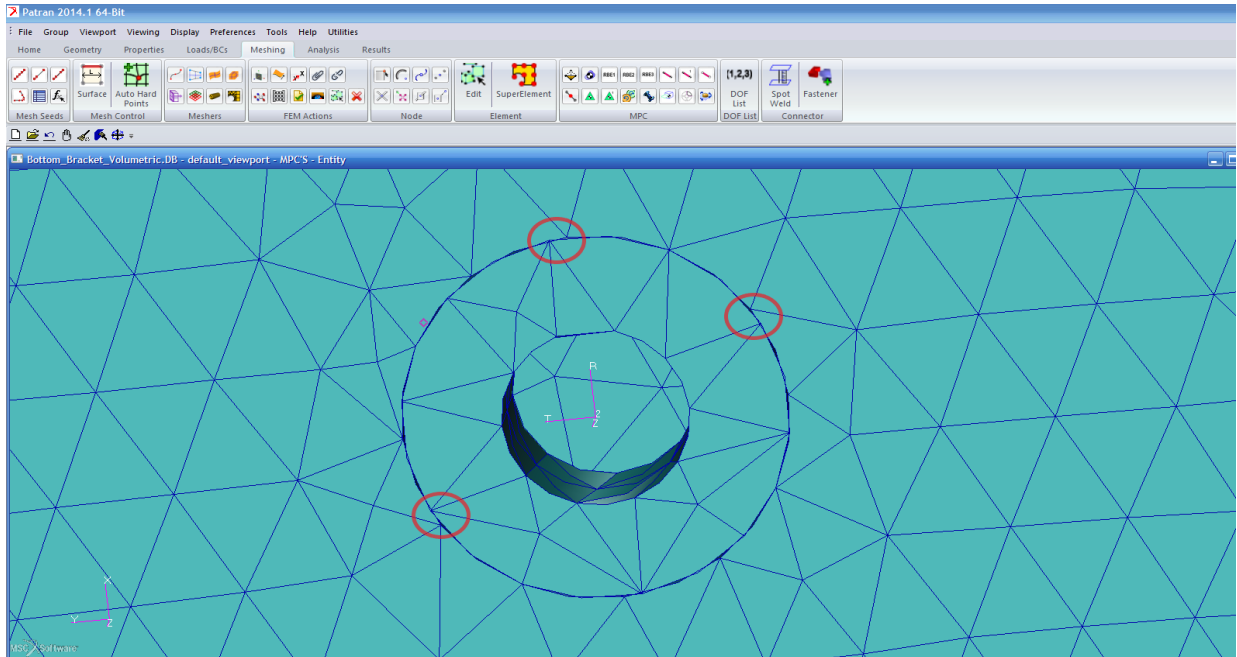 Patran 2014.1 64-Bit
File Group Viewport Viewing Display Preferences Tools Help Utilities
Home Geometry Properties Loads/BCs Meshing Analysis Results
RBE1 RBE2 RBE3 (1,2,3)
Surface Auto Hard Points Edit SuperElement DOF List Spot Weld Fastener
Mesh Seeds Mesh Control Meshers FEM Actions Node Element MPC DOF List Connector
Bottom_Bracket_Volumetric.DB - default_viewport - MPC'S - Entity
R
T 2
Z
X
Y Z
MSC Software